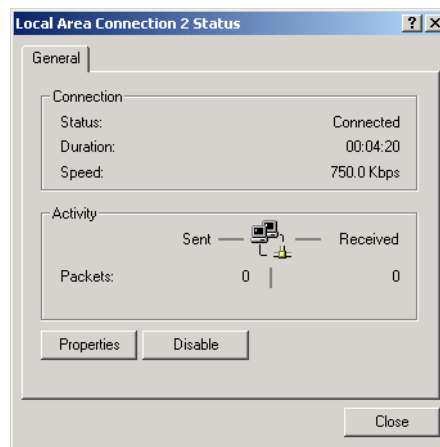 Local Area Connection 2 Status
General
Connection
Status: Connected
Duration: 00:04:20
Speed: 750.0 Kbps
Activity
Sent Received
Packets: 0 0
Properties Disable
Close